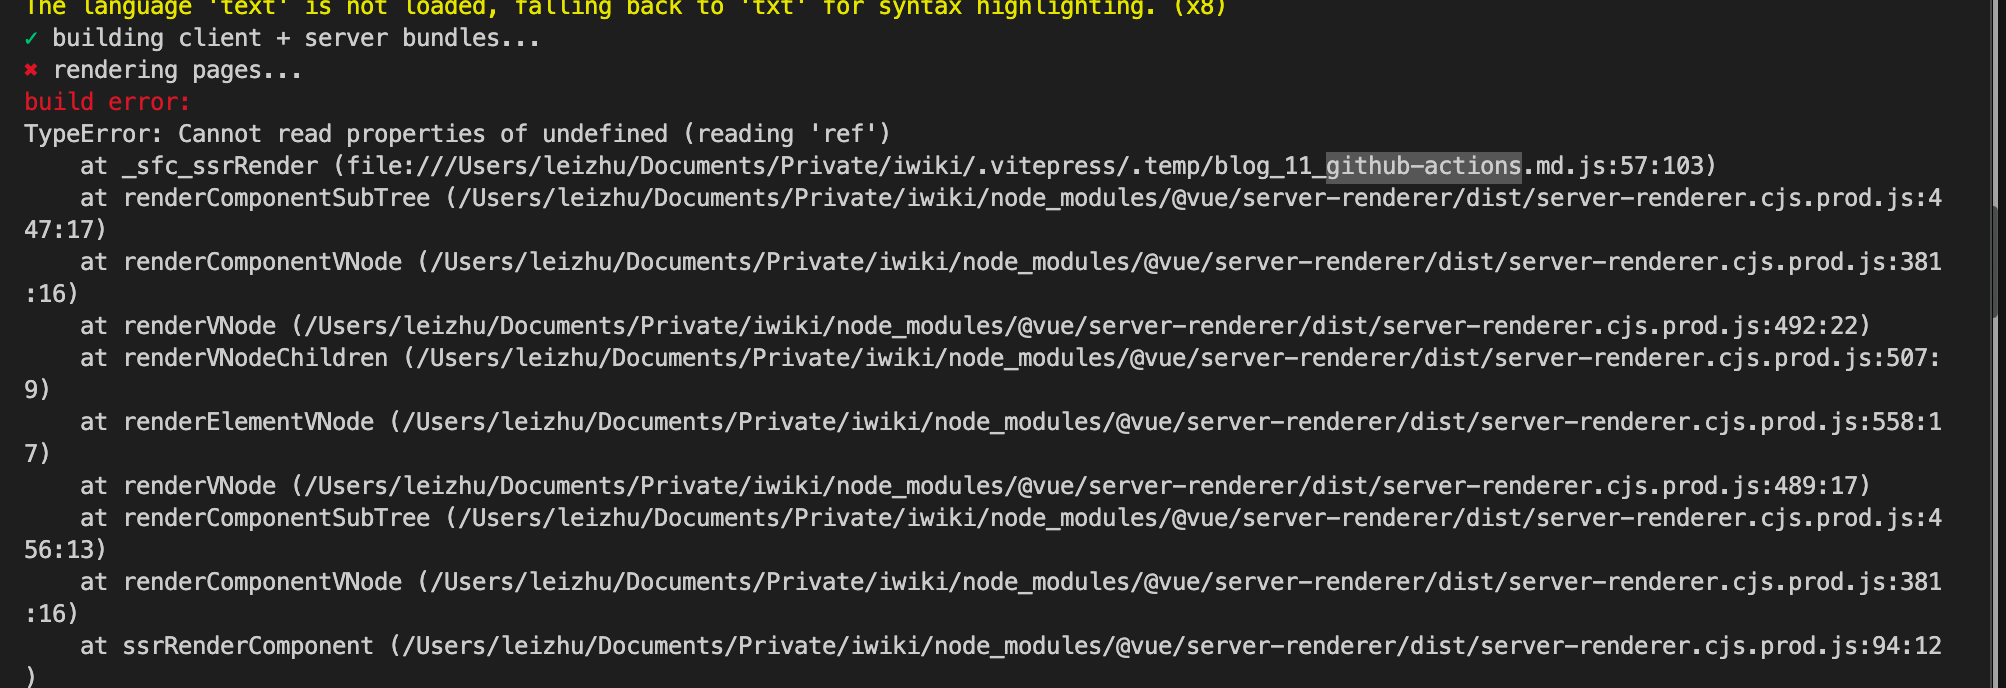 The language 'text' is not loaded, falling back to 'txt' for syntax highlighting. (x8)
✓ building client + server bundles...
✖ rendering pages...
build error:
TypeError: Cannot read properties of undefined (reading 'ref')
    at _sfc_ssrRender (file:///Users/leizhu/Documents/Private/iwiki/.vitepress/.temp/blog_11_github-actions.md.js:57:103)
    at renderComponentSubTree (/Users/leizhu/Documents/Private/iwiki/node_modules/@vue/server-renderer/dist/server-renderer.cjs.prod.js:4
47:17)
    at renderComponentVNode (/Users/leizhu/Documents/Private/iwiki/node_modules/@vue/server-renderer/dist/server-renderer.cjs.prod.js:381
:16)
    at renderVNode (/Users/leizhu/Documents/Private/iwiki/node_modules/@vue/server-renderer/dist/server-renderer.cjs.prod.js:492:22)
    at renderVNodeChildren (/Users/leizhu/Documents/Private/iwiki/node_modules/@vue/server-renderer/dist/server-renderer.cjs.prod.js:507:
9)
    at renderElementVNode (/Users/leizhu/Documents/Private/iwiki/node_modules/@vue/server-renderer/dist/server-renderer.cjs.prod.js:558:1
7)
    at renderVNode (/Users/leizhu/Documents/Private/iwiki/node_modules/@vue/server-renderer/dist/server-renderer.cjs.prod.js:489:17)
    at renderComponentSubTree (/Users/leizhu/Documents/Private/iwiki/node_modules/@vue/server-renderer/dist/server-renderer.cjs.prod.js:4
56:13)
    at renderComponentVNode (/Users/leizhu/Documents/Private/iwiki/node_modules/@vue/server-renderer/dist/server-renderer.cjs.prod.js:381
:16)
    at ssrRenderComponent (/Users/leizhu/Documents/Private/iwiki/node_modules/@vue/server-renderer/dist/server-renderer.cjs.prod.js:94:12
)